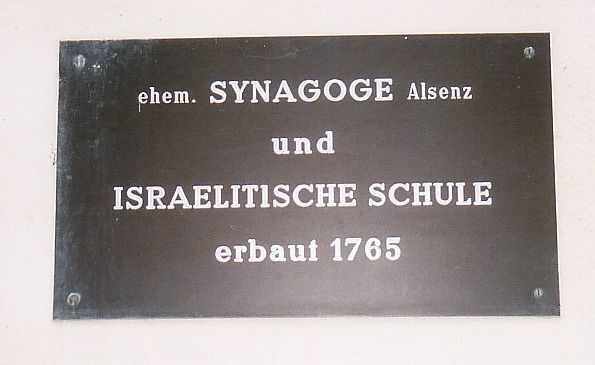 ehem. SYNAGOGE Alsenz
und
ISRAELITISCHE SCHULE
erbaut 1765